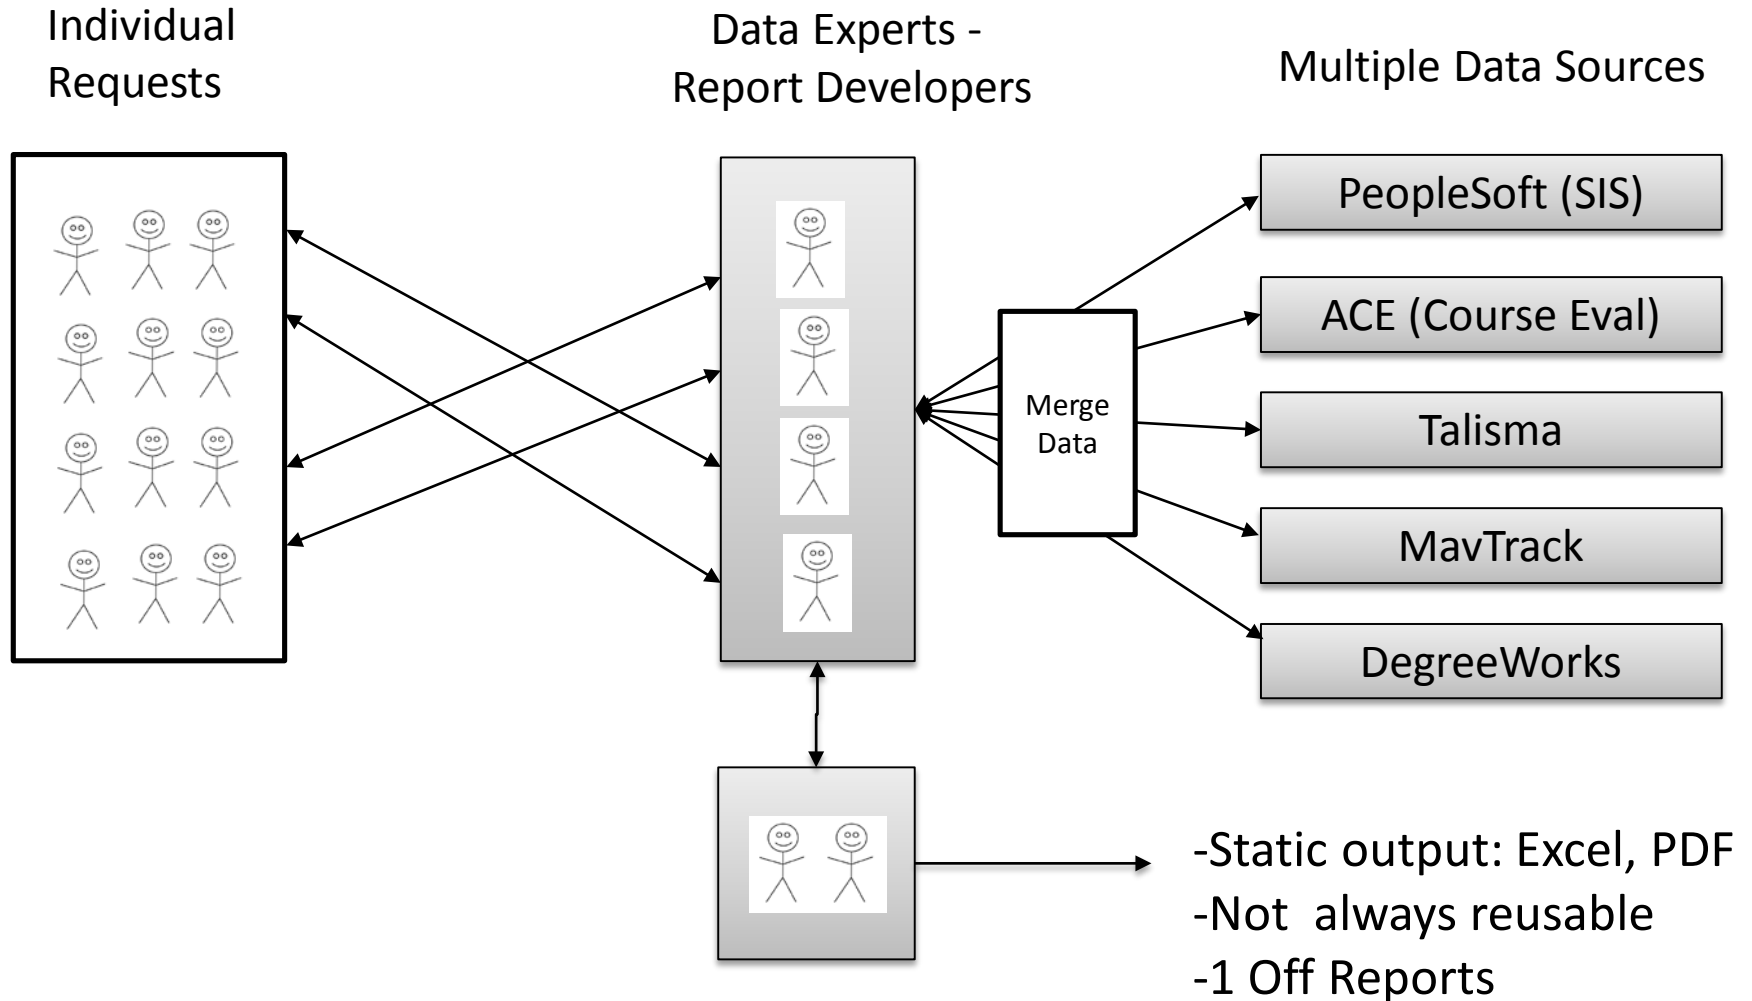 Individual
Requests
Data Experts -
Report Developers
Multiple Data Sources
PeopleSoft (SIS)
ACE (Course Eval)
Talisma
MavTrack
DegreeWorks
Merge
Data
-Static output: Excel, PDF
-Not  always reusable
-1 Off Reports